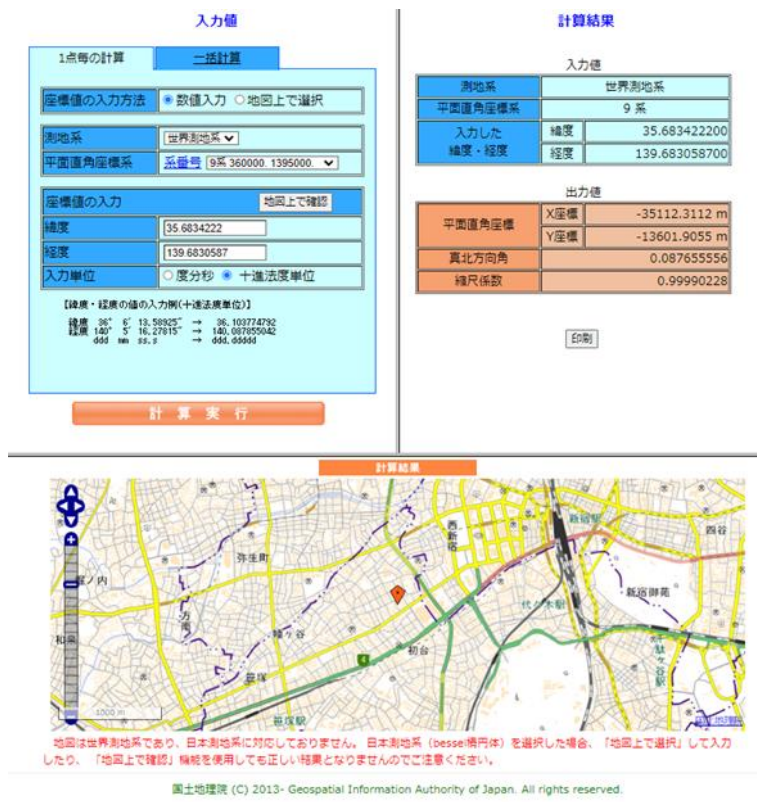 入力値
1点毎の計算
一括計算
座標値の入力方法
数値入力 地図上で選択
測地系
世界測地系
平面直角座標系
系番号 9系 360000. 1395000.
座標値の入力
地図上で確認
緯度
35.6834222
経度
139.6830587
入力単位
度分秒 十進法度単位
【緯度・経度の値の入力例(十進法度単位)】
緯度 36° 6′ 13.58925″ → 36.103774792
経度 140° 5′ 16.27815″ → 140.087855042
ddd mm ss.s → ddd.ddddd
計算実行
計算結果
入力値
測地系 世界測地系
平面直角座標系 9 系
入力した
緯度・経度
緯度 35.683422200
経度 139.683058700
出力値
平面直角座標
X座標 -35112.3112 m
Y座標 -13601.9055 m
真北方向角 0.087655556
縮尺係数 0.99990228
印刷
計算結果
新宿駅
西新宿
四谷
弥生町
ノ内
方南
新宿御苑
代々木駅
幡ヶ谷
和泉
初台
4
千駄ヶ谷駅
笹塚
笹塚駅
1000 m
国土地理院
地図は世界測地系であり、日本測地系に対応しておりません。 日本測地系（bessel楕円体）を選択した場合、「地図上で選択」して入力
したり、 「地図上で確認」機能を使用しても正しい結果となりませんのでご注意ください。
国土地理院 (C) 2013- Geospatial Information Authority of Japan. All rights reserved.